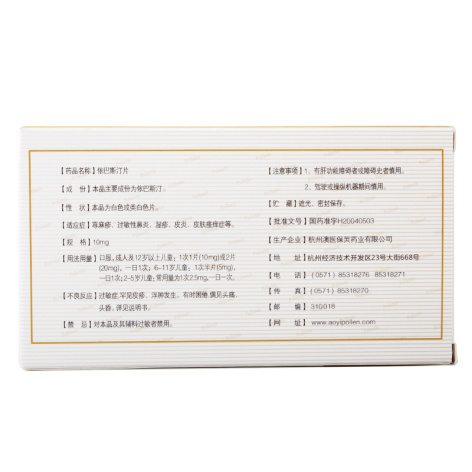 【药品名称】依巴斯汀片
【成 份】本品主要成份为依巴斯汀。
【性 状】本品为白色或类白色片。
【适应症】荨麻疹、过敏性鼻炎、湿疹、皮炎、皮肤瘙痒症等。
【规 格】10mg
【用法用量】口服,成人及12岁以上儿童：1次1片(10mg)或2片
(20mg)。一日1次；6-11岁儿童；1次半片(5mg)。
一日1次；2-5岁儿童；常用量为1次2.5mg，一日一次。
【不良反应】过敏症,罕见皮疹、浮肿发生。有时困倦,偶见头痛、
头昏，详见说明书。
【禁 忌】对本品及其辅料过敏者禁用。
【注意事项】1、有肝功能障碍者或障碍史者慎用。
2、驾驶或操纵机器期间慎用。
【贮 藏】遮光、密封保存。
【批准文号】国药准字H20040503
【生产企业】杭州澳医保灵药业有限公司
【地 址】杭州经济技术开发区23号大街668号
【电 话】(0571) 85318276 85318271
【传 真】(0571) 85318270
【邮 编】310018
【网 址】www.aoyipollen.com